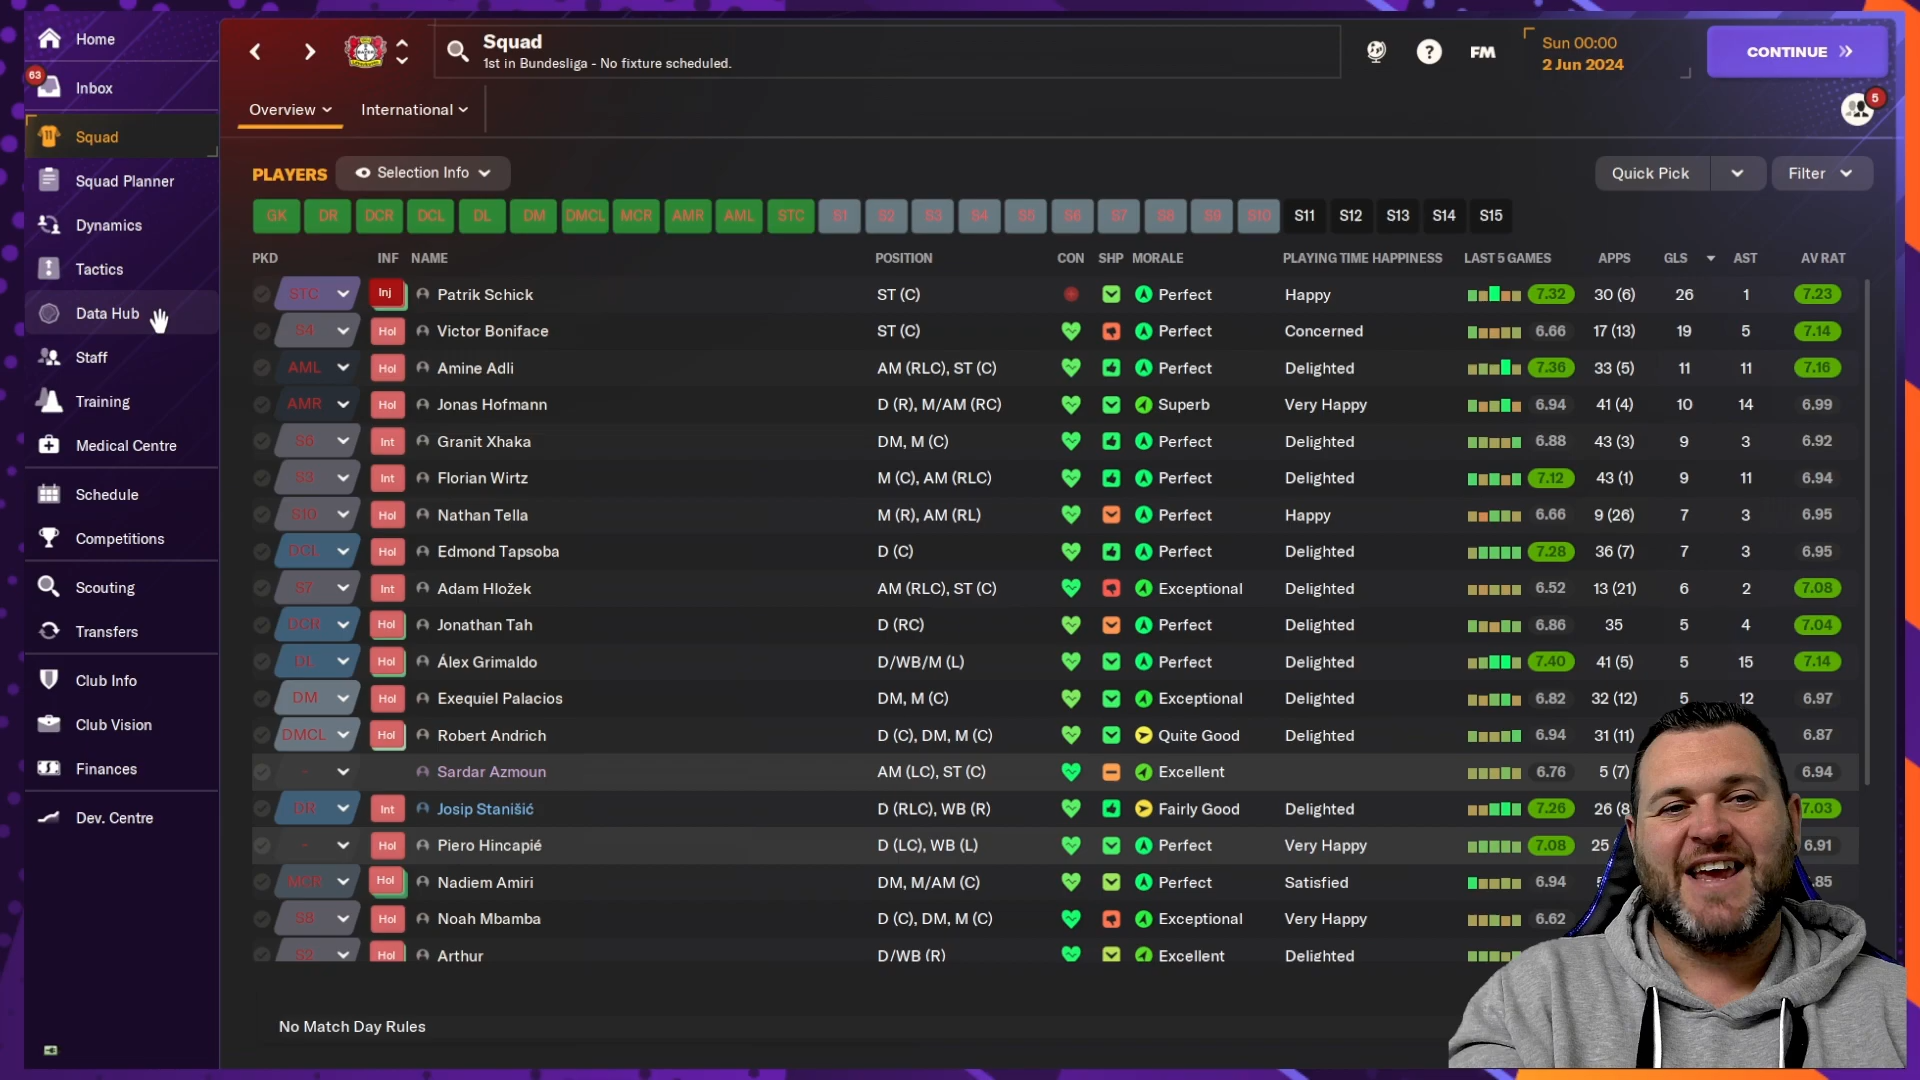 Home
63
Inbox
Squad
Squad Planner
Dynamics
Tactics
Data Hub
Staff
Training
Medical Centre
Schedule
Competitions
Scouting
Transfers
Club Info
Club Vision
Finances
Dev. Centre
Squad
1st in Bundesliga - No fixture scheduled.
FM
Sun 00:00
2 Jun 2024
CONTINUE
Overview International
5
PLAYERS Selection Info Quick Pick Filter
GK DR DCR DCL DL DM DMCL MCR AMR AML STC S1 S2 S3 S4 S5 S6 S7 S8 S9 S10 S11 S12 S13 S14 S15
PKD INF NAME POSITION CON SHP MORALE PLAYING TIME HAPPINESS LAST 5 GAMES APPS GLS AST AV RAT
STC Inj Patrik Schick ST (C) Perfect Happy 7.32 30 (6) 26 1 7.23
S4 Hol Victor Boniface ST (C) Perfect Concerned 6.66 17 (13) 19 5 7.14
AML Hol Amine Adli AM (RLC), ST (C) Perfect Delighted 7.36 33 (5) 11 11 7.16
AMR Hol Jonas Hofmann D (R), M/AM (RC) Superb Very Happy 6.94 41 (4) 10 14 6.99
S6 Int Granit Xhaka DM, M (C) Perfect Delighted 6.88 43 (3) 9 3 6.92
S3 Int Florian Wirtz M (C), AM (RLC) Perfect Delighted 7.12 43 (1) 9 11 6.94
S10 Hol Nathan Tella M (R), AM (RL) Perfect Happy 6.66 9 (26) 7 3 6.95
DCL Hol Edmond Tapsoba D (C) Perfect Delighted 7.28 36 (7) 7 3 6.95
S7 Int Adam Hložek AM (RLC), ST (C) Exceptional Delighted 6.52 13 (21) 6 2 7.08
DCR Hol Jonathan Tah D (RC) Perfect Delighted 6.86 35 5 4 7.04
DL Hol Álex Grimaldo D/WB/M (L) Perfect Delighted 7.40 41 (5) 5 15 7.14
DM Hol Exequiel Palacios DM, M (C) Exceptional Delighted 6.82 32 (12) 5 12 6.97
DMCL Hol Robert Andrich D (C), DM, M (C) Quite Good Delighted 6.94 31 (11) 6.87
- Sardar Azmoun AM (LC), ST (C) Excellent 6.76 5 (7) 6.94
DR Int Josip Stanišić D (RLC), WB (R) Fairly Good Delighted 7.26 26 (8 7.03
- Hol Piero Hincapié D (LC), WB (L) Perfect Very Happy 7.08 25 6.91
MCR Hol Nadiem Amiri DM, M/AM (C) Perfect Satisfied 6.94 .85
S8 Hol Noah Mbamba D (C), DM, M (C) Exceptional Very Happy 6.62
S2 Hol Arthur D/WB (R) Excellent Delighted
No Match Day Rules